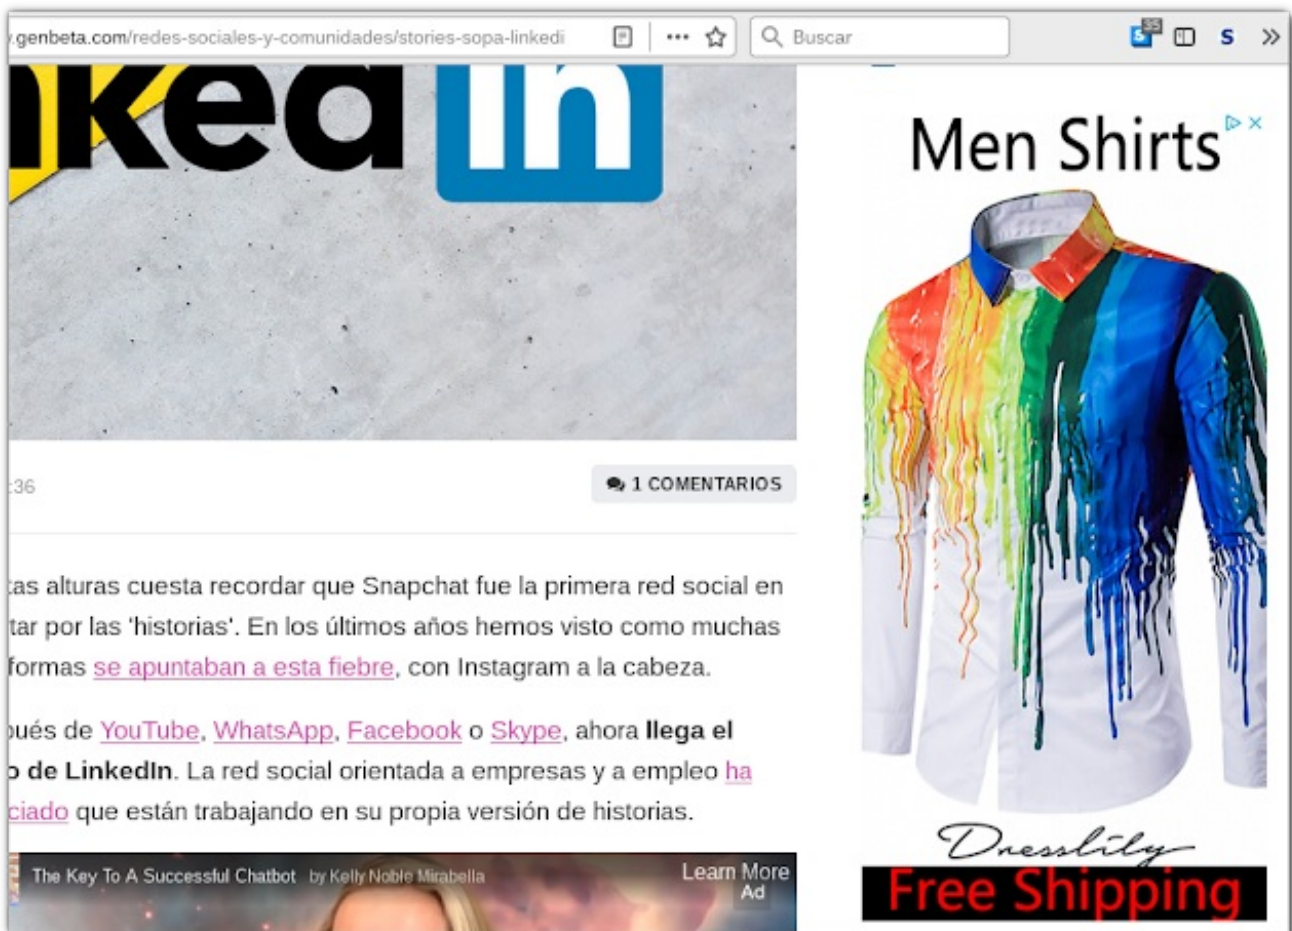 .genbeta.com/redes-sociales-y-comunidades/stories-sopa-linkedi
Buscar
35
S
S
nked in
Men Shirts
:36
1 COMENTARIOS
tas alturas cuesta recordar que Snapchat fue la primera red social en
tar por las 'historias'. En los últimos años hemos visto como muchas
formas se apuntaban a esta fiebre, con Instagram a la cabeza.
pués de YouTube, WhatsApp, Facebook o Skype, ahora llega el
o de LinkedIn. La red social orientada a empresas y a empleo ha
ciado que están trabajando en su propia versión de historias.
The Key To A Successful Chatbot by Kelly Noble Mirabella
Learn More
Ad
Dresslily
Free Shipping